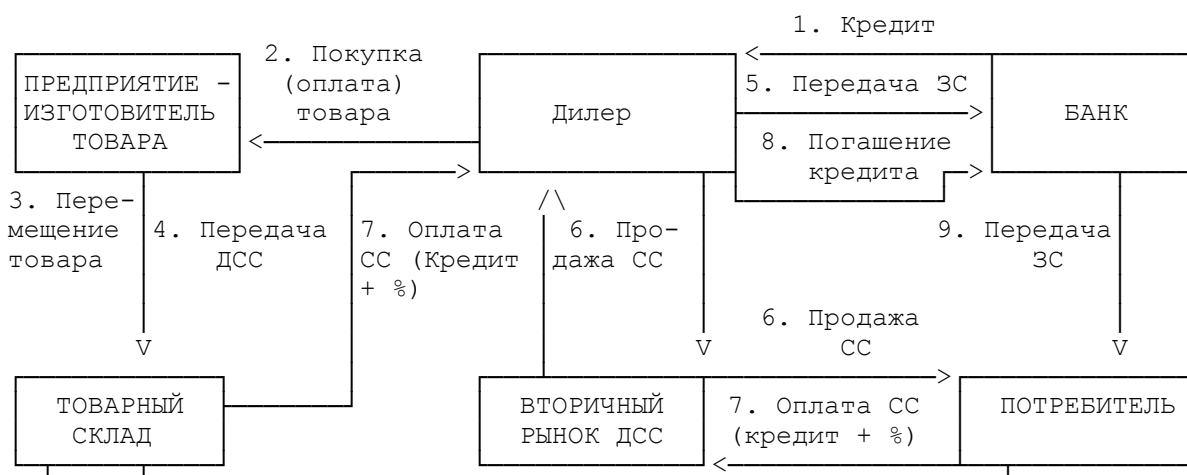 1. Кредит
2. Покупка
(оплата)
товара
ПРЕДПРИЯТИЕ -
ИЗГОТОВИТЕЛЬ
ТОВАРА
Дилер
5. Передача ЗС
БАНК
8. Погашение
кредита
3. Пере-
мещение
товара
4. Передача
ДСС
7. Оплата
СС (Кредит
+ %)
6. Про-
дажа СС
9. Передача
ЗС
6. Продажа
СС
ТОВАРНЫЙ
СКЛАД
ВТОРИЧНЫЙ
РЫНОК ДСС
7. Оплата СС
(кредит + %)
ПОТРЕБИТЕЛЬ